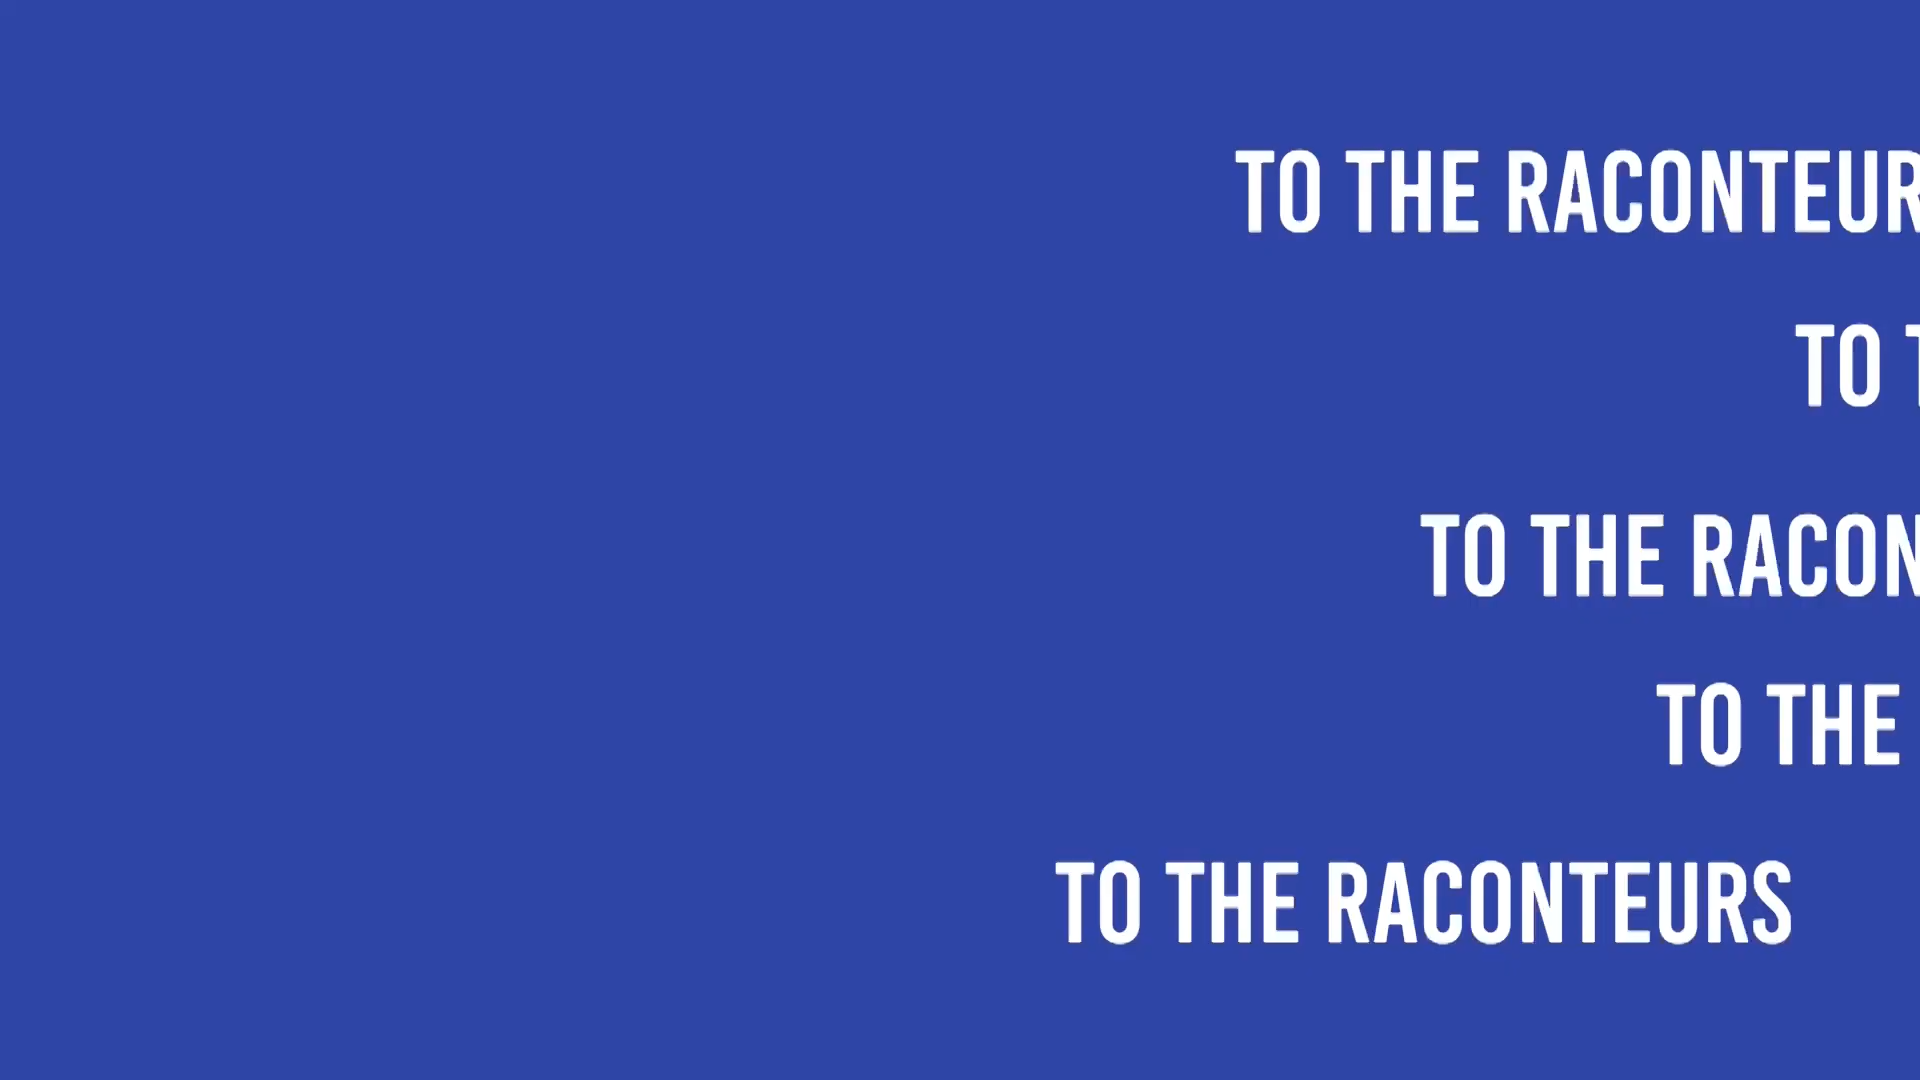 TO THE RACONTEUR
TO T
TO THE RACON
TO THE
TO THE RACONTEURS